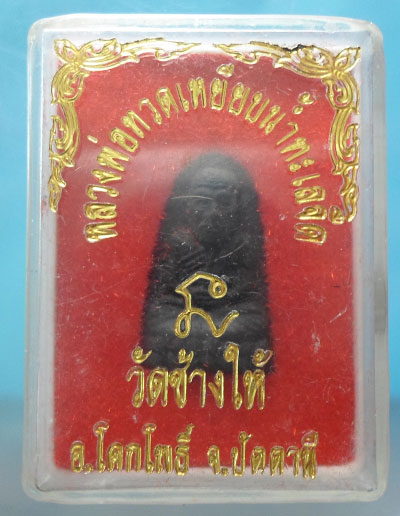 หลวงพ่อทวดเหยียบน้ำทะเลจืด
วัดช้างให้
อ.โคกโพธิ์ จ.ปัตตานี